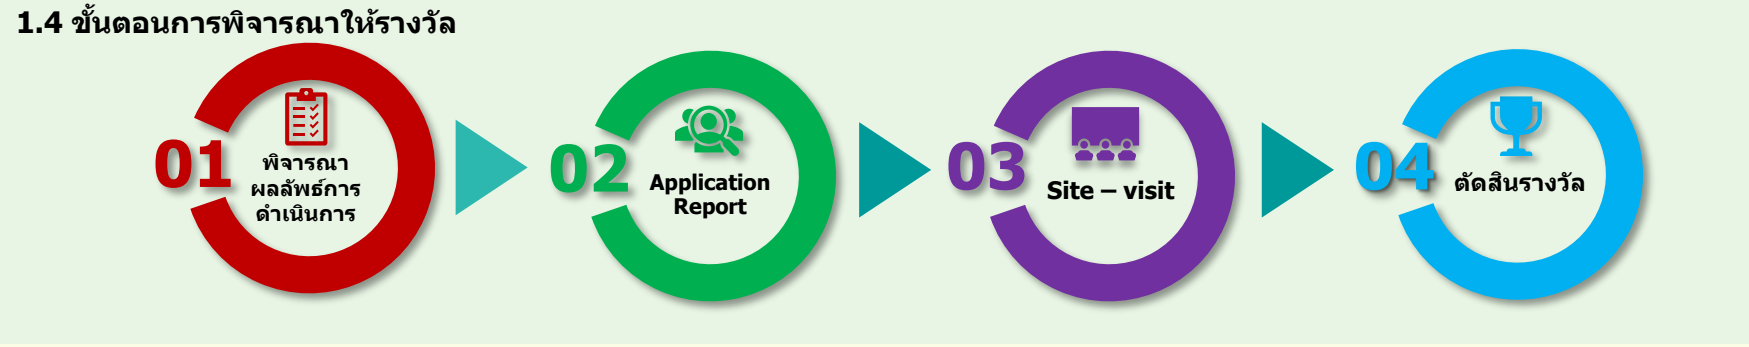 1.4 ขั้นตอนการพิจารณาให้รางวัล
01
พิจารณา
ผลลัพธ์การ
ดำเนินการ
02
Application
Report
03
Site – visit
04
ตัดสินรางวัล